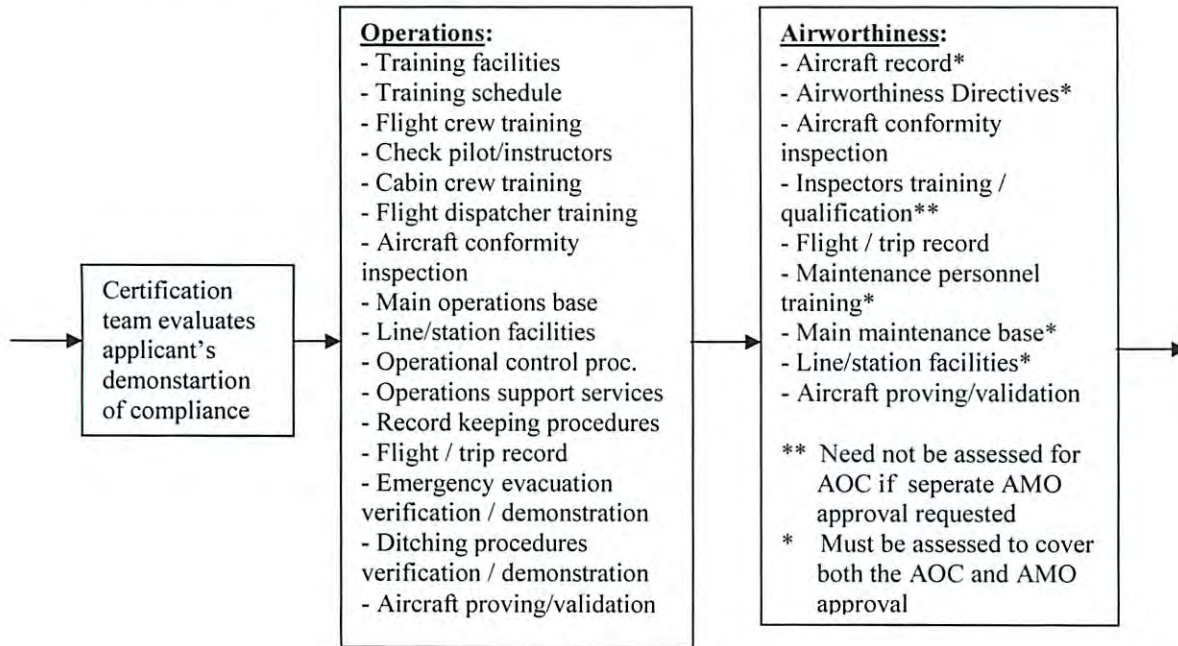 Certification
team evaluates
applicant's
demonstartion
of compliance
Operations:
- Training facilities
- Training schedule
- Flight crew training
- Check pilot/instructors
- Cabin crew training
- Flight dispatcher training
- Aircraft conformity
inspection
- Main operations base
- Line/station facilities
- Operational control proc.
- Operations support services
- Record keeping procedures
- Flight / trip record
- Emergency evacuation
verification / demonstration
- Ditching procedures
verification / demonstration
- Aircraft proving/validation
Airworthiness:
- Aircraft record*
- Airworthiness Directives*
- Aircraft conformity
inspection
- Inspectors training /
qualification**
- Flight / trip record
- Maintenance personnel
training*
- Main maintenance base*
- Line/station facilities*
- Aircraft proving/validation
** Need not be assessed for
AOC if seperate AMO
approval requested
* Must be assessed to cover
both the AOC and AMO
approval